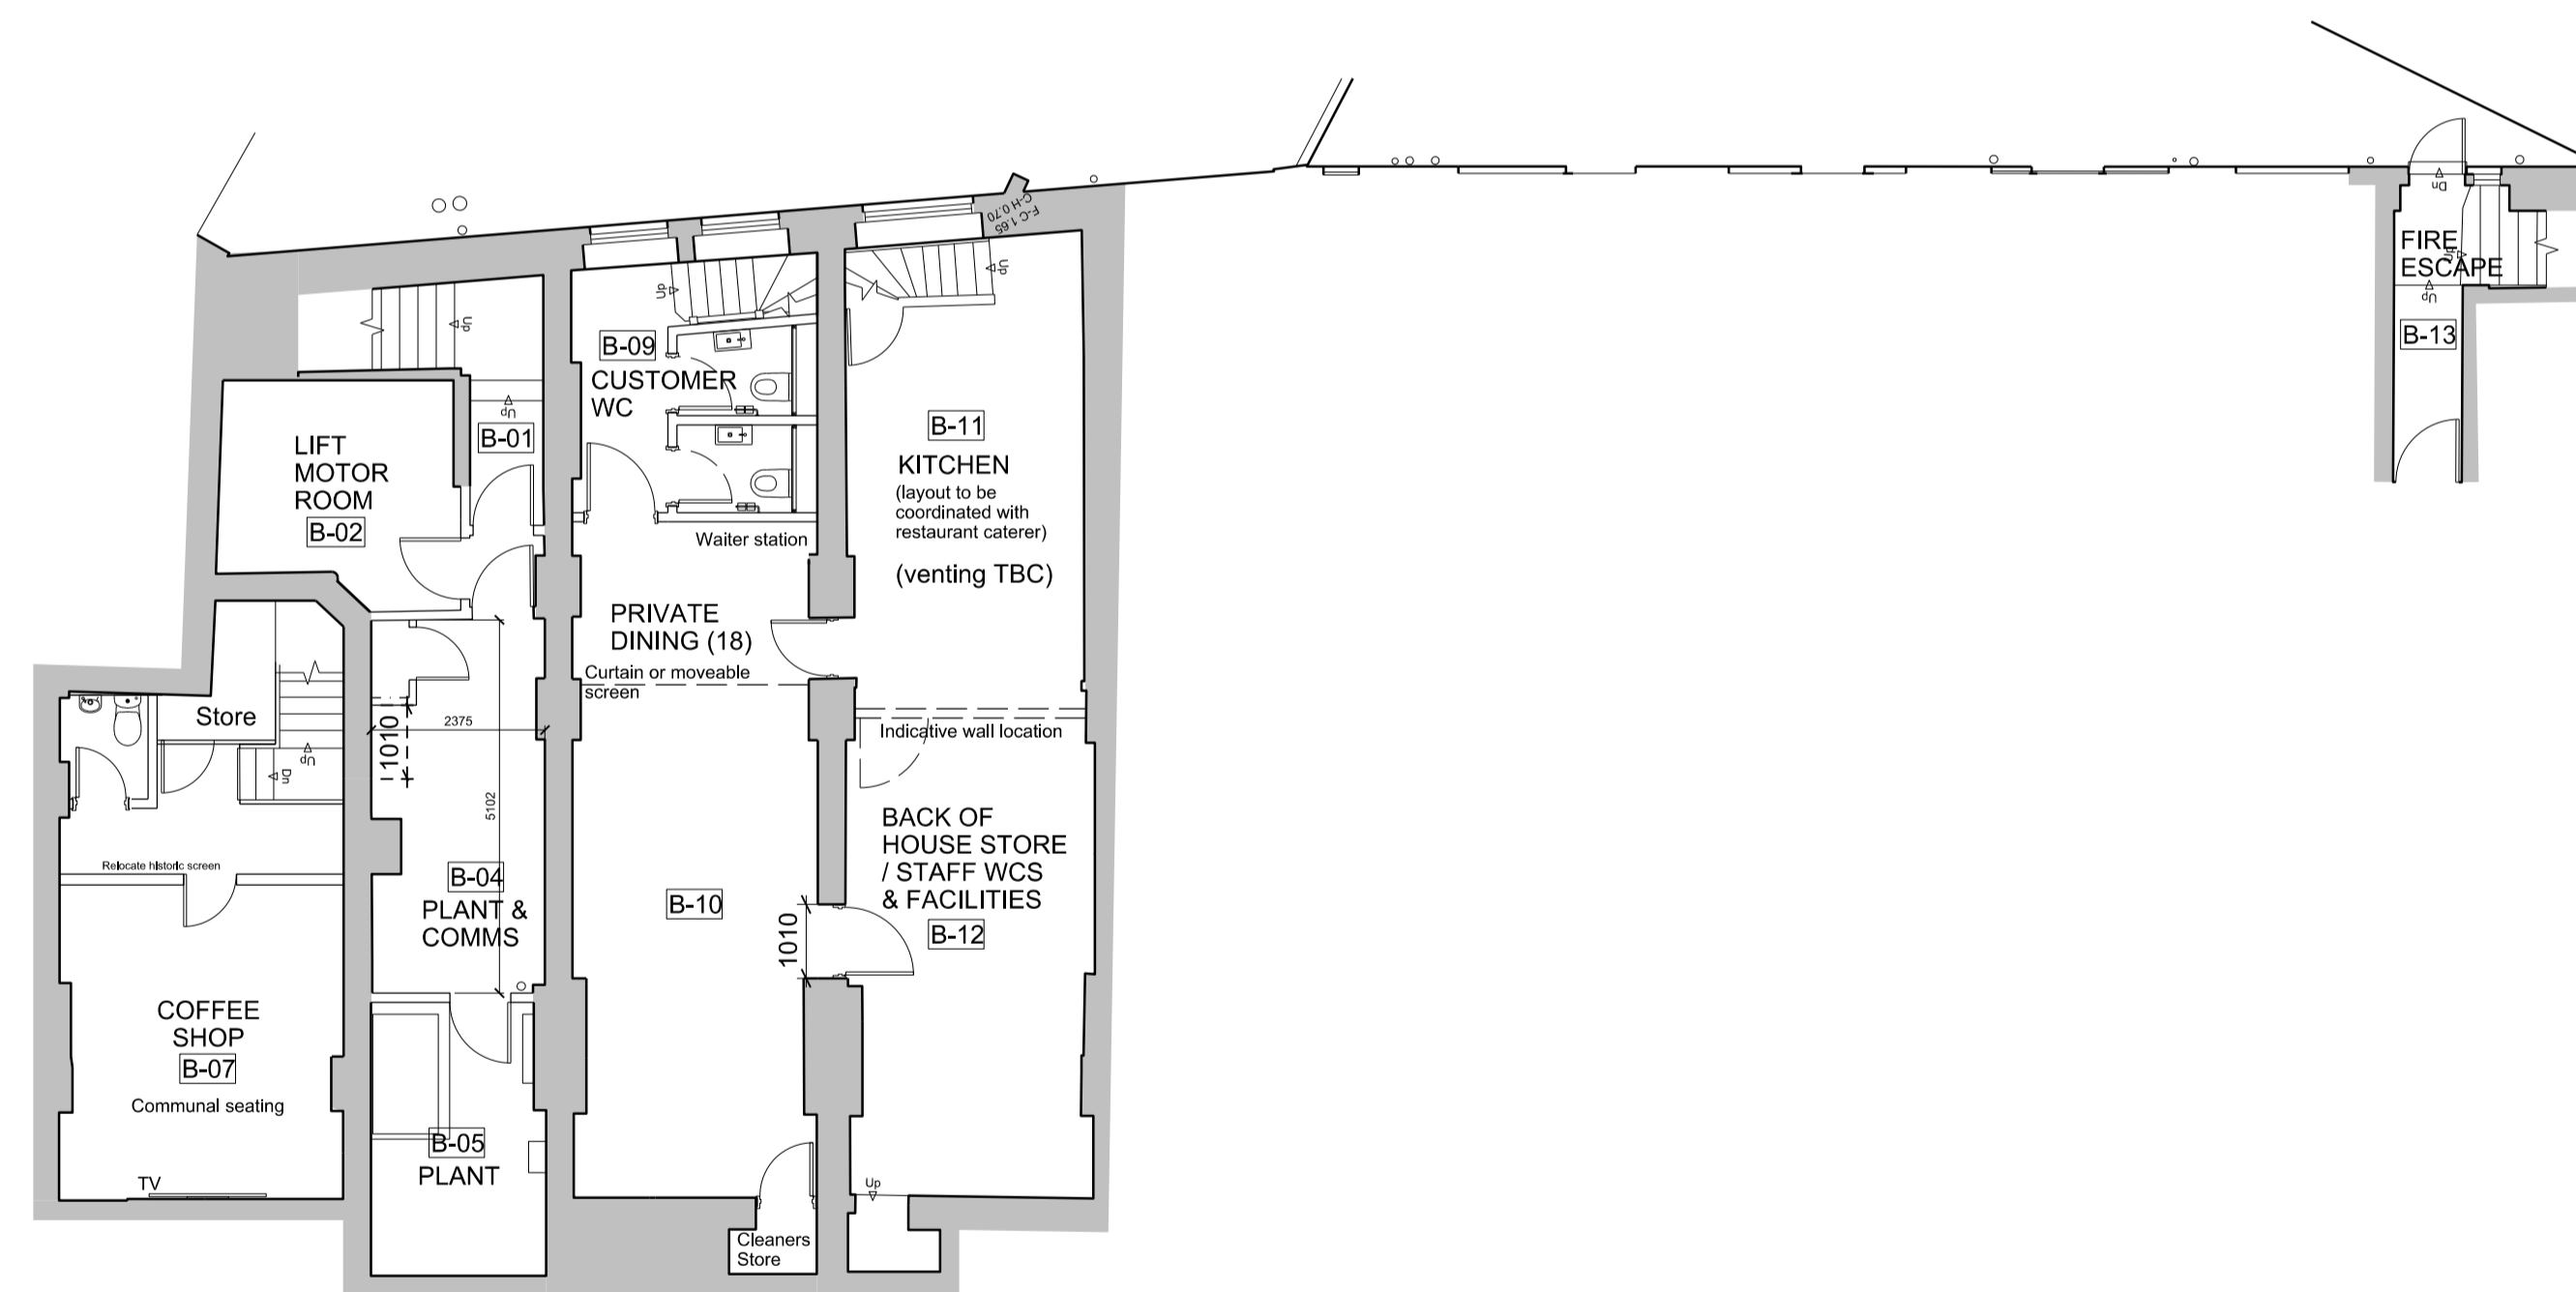 F-C 1.65
C-H 0.70
Up
Up
Up
B-01
Up
LIFT
MOTOR
ROOM
B-02
B-09
CUSTOMER
WC
Waiter station
PRIVATE
DINING (18)
Curtain or moveable
screen
B-11
KITCHEN
(layout to be
coordinated with
restaurant caterer)
(venting TBC)
Indicative wall location
Dn
FIRE
ESCAPE
Up
Up
B-13
Store
Up
Dn
Relocate historic screen
1010
2375
5102
B-04
PLANT &
COMMS
B-10
1010
BACK OF
HOUSE STORE
/ STAFF WCS
& FACILITIES
B-12
COFFEE
SHOP
B-07
Communal seating
TV
B-05
PLANT
Cleaners
Store
Up